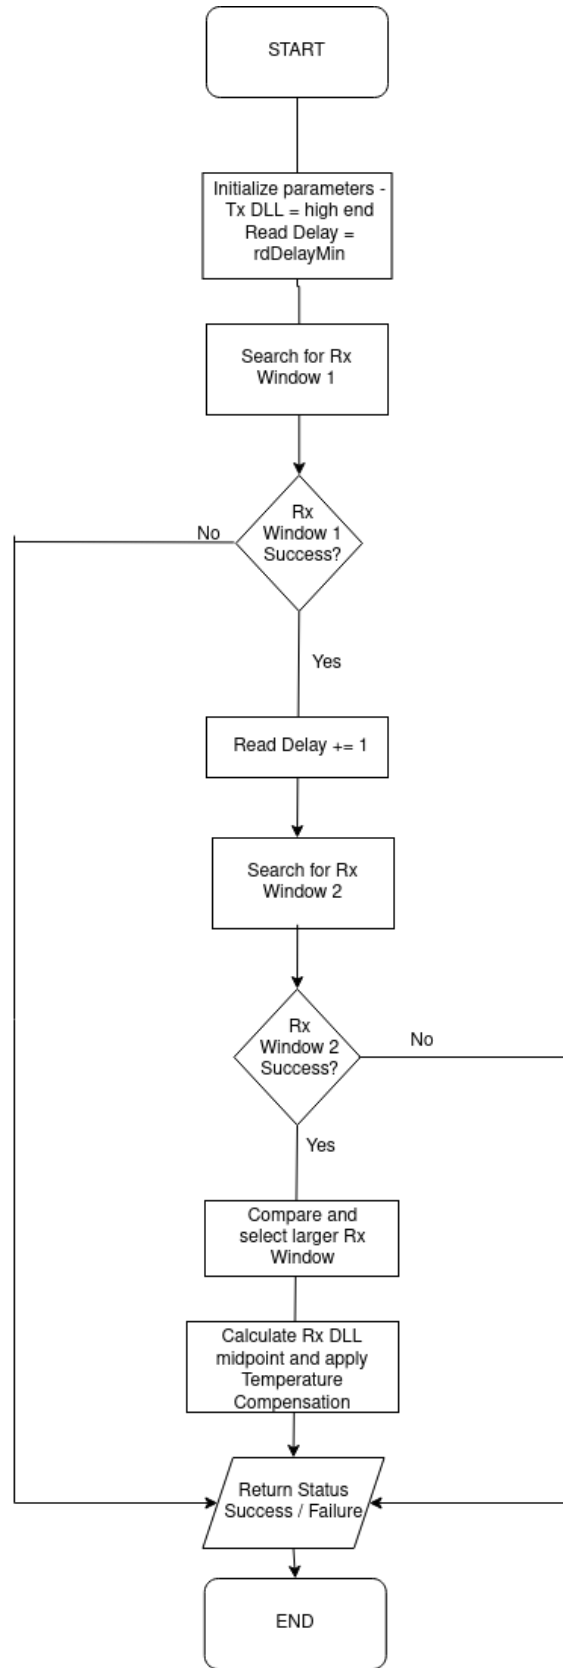 START
Initialize parameters -
Tx DLL = high end
Read Delay =
rdDelayMin
Search for Rx
Window 1
Rx
Window 1
Success?
No
Yes
Read Delay += 1
Search for Rx
Window 2
Rx
Window 2
Success?
No
Yes
Compare and
select larger Rx
Window
Calculate Rx DLL
midpoint and apply
Temperature
Compensation
Return Status
Success / Failure
END